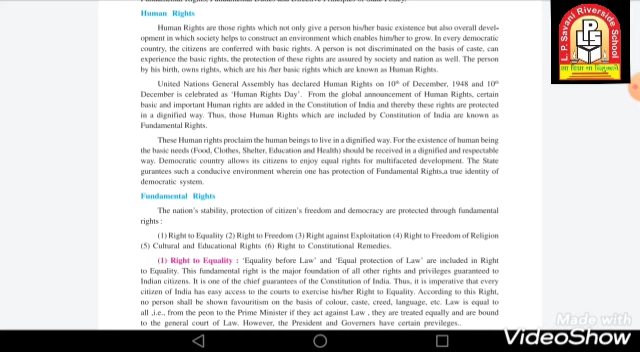 Human Rights
Human Rights are those rights which not only give a person his/her basic existence but also overall devel-
opment in which society helps to construct an environment which enables him/her to grow. In every democratic
country, the citizens are conferred with basic rights. A person is not discriminated on the basis of caste, can
experience the basic rights, the protection of these rights are assured by society and nation as well. The person
by his birth, owns rights, which are his /her basic rights which are known as Human Rights.
United Nations General Assembly has declared Human Rights on 10th of December, 1948 and 10th
December is celebrated as 'Human Rights Day'. From the global announcement of Human Rights, certain
basic and important Human rights are added in the Constitution of India and thereby these rights are protected
in a dignified way. Thus, those Human Rights which are included by Constitution of India are known as
Fundamental Rights.
These Human rights proclaim the human beings to live in a dignified way. For the existence of human being
the basic needs (Food, Clothes, Shelter, Education and Health) should be received in a dignified and respectable
way. Democratic country allows its citizens to enjoy equal rights for multifaceted development. The State
gurantees such a conducive environment wherein one has protection of Fundamental Rights,a true identity of
democratic system.
Fundamental Rights
The nation's stability, protection of citizen's freedom and democracy are protected through fundamental
rights :
(1) Right to Equality (2) Right to Freedom (3) Right against Exploitation (4) Right to Freedom of Religion
(5) Cultural and Educational Rights (6) Right to Constitutional Remedies.
(1) Right to Equality : 'Equality before Law' and 'Equal protection of Law' are included in Right
to Equality. This fundamental right is the major foundation of all other rights and privileges guaranteed to
Indian citizens. It is one of the chief guarantees of the Constitution of India. Thus, it is imperative that every
citizen of India has easy access to the courts to exercise his/her Right to Equality. According to this Right,
no person shall be shown favouritism on the basis of colour, caste, creed, language, etc. Law is equal to
all .i.e., from the peon to the Prime Minister if they act against Law , they are treated equally and are bound
to the general court of Law. However, the President and Governers have certain previleges..
L. P. Savani Riverside School
LPS
Made with
VideoShow